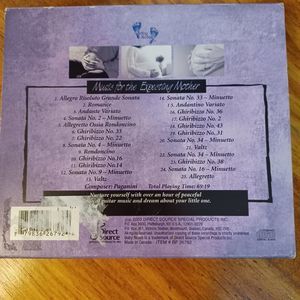 Music for the Expecting Mother
1. Allegro Risoluto Grande Sonata
2. Romance
3. Andante Variato
4. Sonata No. 2 – Minuetto
5. Allegretto Ossia Rondoncino
6. Ghiribizzo No. 35
7. Ghiribizzo No. 22
8. Sonata No. 4 – Minuetto
9. Rondoncino
10. Ghiribizzo No.16
11. Ghiribizzo No.14
12. Sonata No. 9 – Minuetto
13. Valtz
14. Sonata No. 33 – Minuetto
15. Andantino Variato
16. Ghiribizzo No. 37
17. Ghiribizzo No. 2
18. Ghiribizzo No. 43
19. Ghiribizzo No. 31
20. Ghiribizzo No. 20
21. Sonata No. 34 – Minuetto
22. Valtz
23. Sonata No. 34 –
Minuetto
24. Sonata No. 16 – Minuetto
25. Allegretto
Composer: Paganini
Total Playing Time: 63:19
Nurture yourself with over an hour of peaceful
guitar music and dream about your little one.
Direct
Source
2003 DIRECT SOURCE SPECIAL PRODUCTS INC.
Made in Canada. ITEM # BF